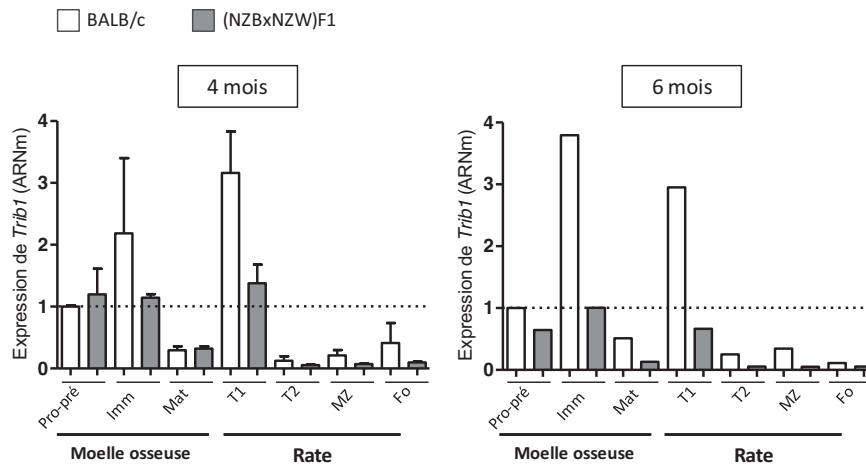 BALB/c (NZBxNZW)F1
4 mois
Expression de Trib1 (ARNm)
4
3
2
1
0
Pro-pré Imm Mat T1 T2 MZ Fo
Moelle osseuse Rate
6 mois
Expression de Trib1 (ARNm)
4
3
2
1
0
Pro-pré Imm Mat T1 T2 MZ Fo
Moelle osseuse Rate